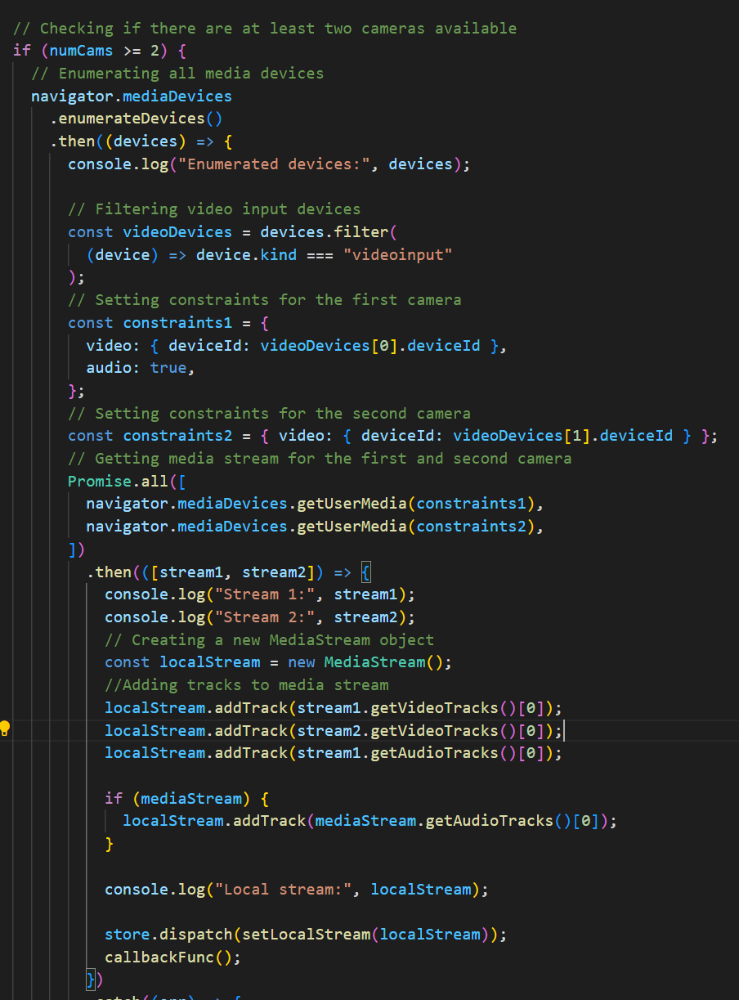 // Checking if there are at least two cameras available
if (numCams >= 2) {
// Enumerating all media devices
navigator.mediaDevices
.enumerateDevices()
.then((devices) => {
console.log("Enumerated devices:", devices);
// Filtering video input devices
const videoDevices = devices.filter(
(device) => device.kind === "videoinput"
);
// Setting constraints for the first camera
const constraints1 = {
video: { deviceId: videoDevices[0].deviceId },
audio: true,
};
// Setting constraints for the second camera
const constraints2 = { video: { deviceId: videoDevices[1].deviceId } };
// Getting media stream for the first and second camera
Promise.all([
navigator.mediaDevices.getUserMedia(constraints1),
navigator.mediaDevices.getUserMedia(constraints2),
])
.then(([stream1, stream2]) => {
console.log("Stream 1:", stream1);
console.log("Stream 2:", stream2);
// Creating a new MediaStream object
const localStream = new MediaStream();
//Adding tracks to media stream
localStream.addTrack(stream1.getVideoTracks()[0]);
localStream.addTrack(stream2.getVideoTracks()[0]);
localStream.addTrack(stream1.getAudioTracks()[0]);
if (mediaStream) {
localStream.addTrack(mediaStream.getAudioTracks()[0]);
}
console.log("Local stream:", localStream);
store.dispatch(setLocalStream(localStream));
callbackFunc();
})